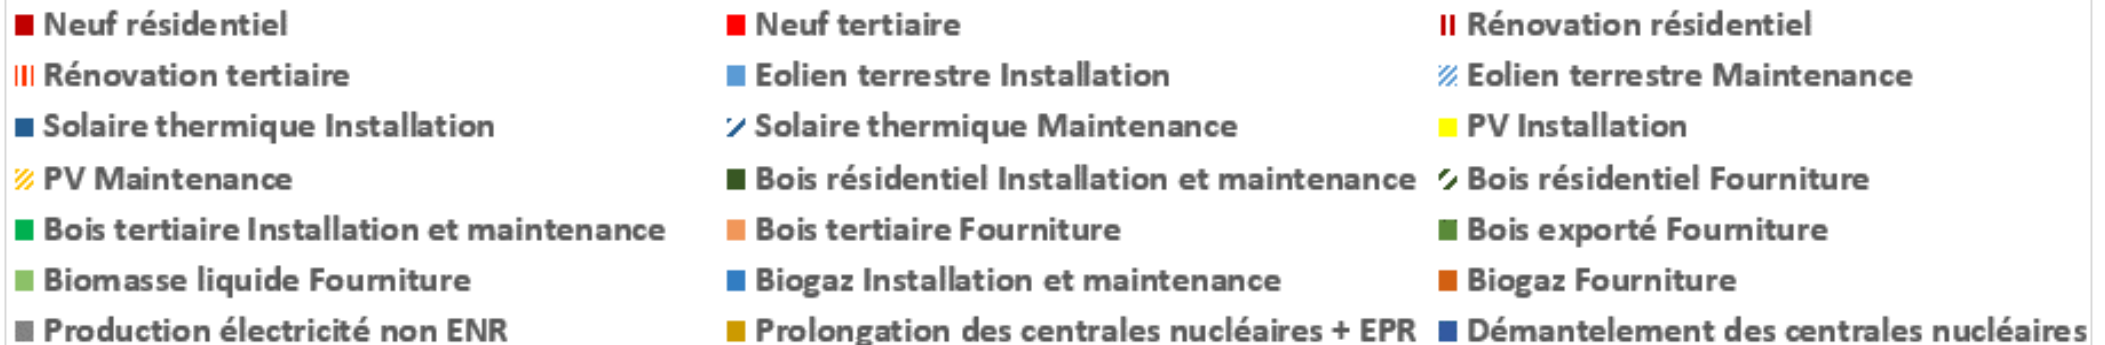 Neuf résidentiel Neuf tertiaire Rénovation résidentiel
Rénovation tertiaire Eolien terrestre Installation Eolien terrestre Maintenance
Solaire thermique Installation Solaire thermique Maintenance PV Installation
PV Maintenance Bois résidentiel Installation et maintenance Bois résidentiel Fourniture
Bois tertiaire Installation et maintenance Bois tertiaire Fourniture Bois exporté Fourniture
Biomasse liquide Fourniture Biogaz Installation et maintenance Biogaz Fourniture
Production électricité non ENR Prolongation des centrales nucléaires + EPR Démantelement des centrales nucléaires